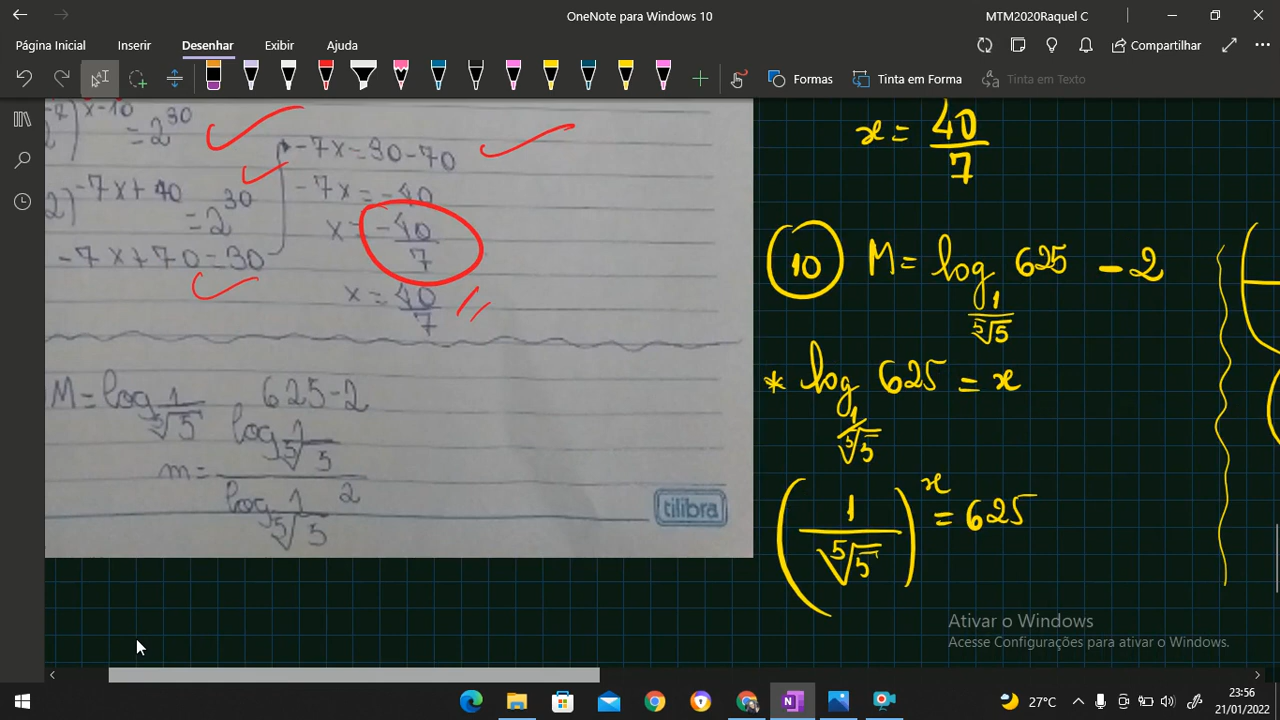 OneNote para Windows 10
MTM2020Raquel C
Página Inicial Inserir Desenhar Exibir Ajuda
Compartilhar
Formas Tinta em Forma Tinta em Texto
-7) x-10 = 2^30
2) -7x+40 = 2^30
-7x+70=30
-7x=30-70
-7x=-40
x=-40/7
x=40/7
M=log 1/⁵√5 625-2
m= log 1/⁵√5
log 1/⁵√5 2
tilibra
x = 40/7
10 M = log 1/⁵√5 625 - 2
* log 1/⁵√5 625 = x
(1/⁵√5)^x = 625
Ativar o Windows
Acesse Configurações para ativar o Windows.
27°C
23:56
21/01/2022